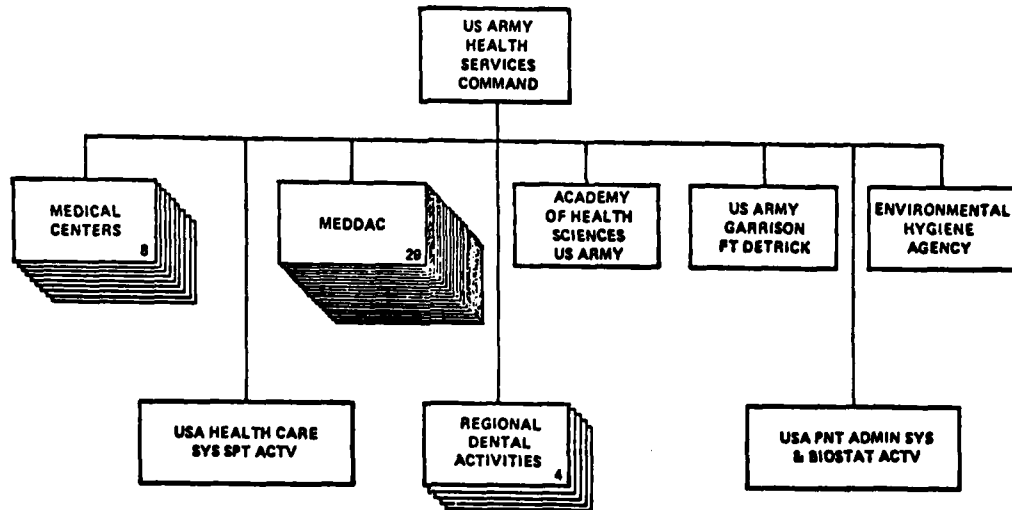 US ARMY
HEALTH
SERVICES
COMMAND
MEDICAL
CENTERS
8
MEDDAC
29
ACADEMY
OF HEALTH
SCIENCES
US ARMY
US ARMY
GARRISON
FT DETRICK
ENVIRONMENTAL
HYGIENE
AGENCY
USA HEALTH CARE
SYS SPT ACTV
REGIONAL
DENTAL
ACTIVITIES
4
USA PNT ADMIN SYS
& BIOSTAT ACTV